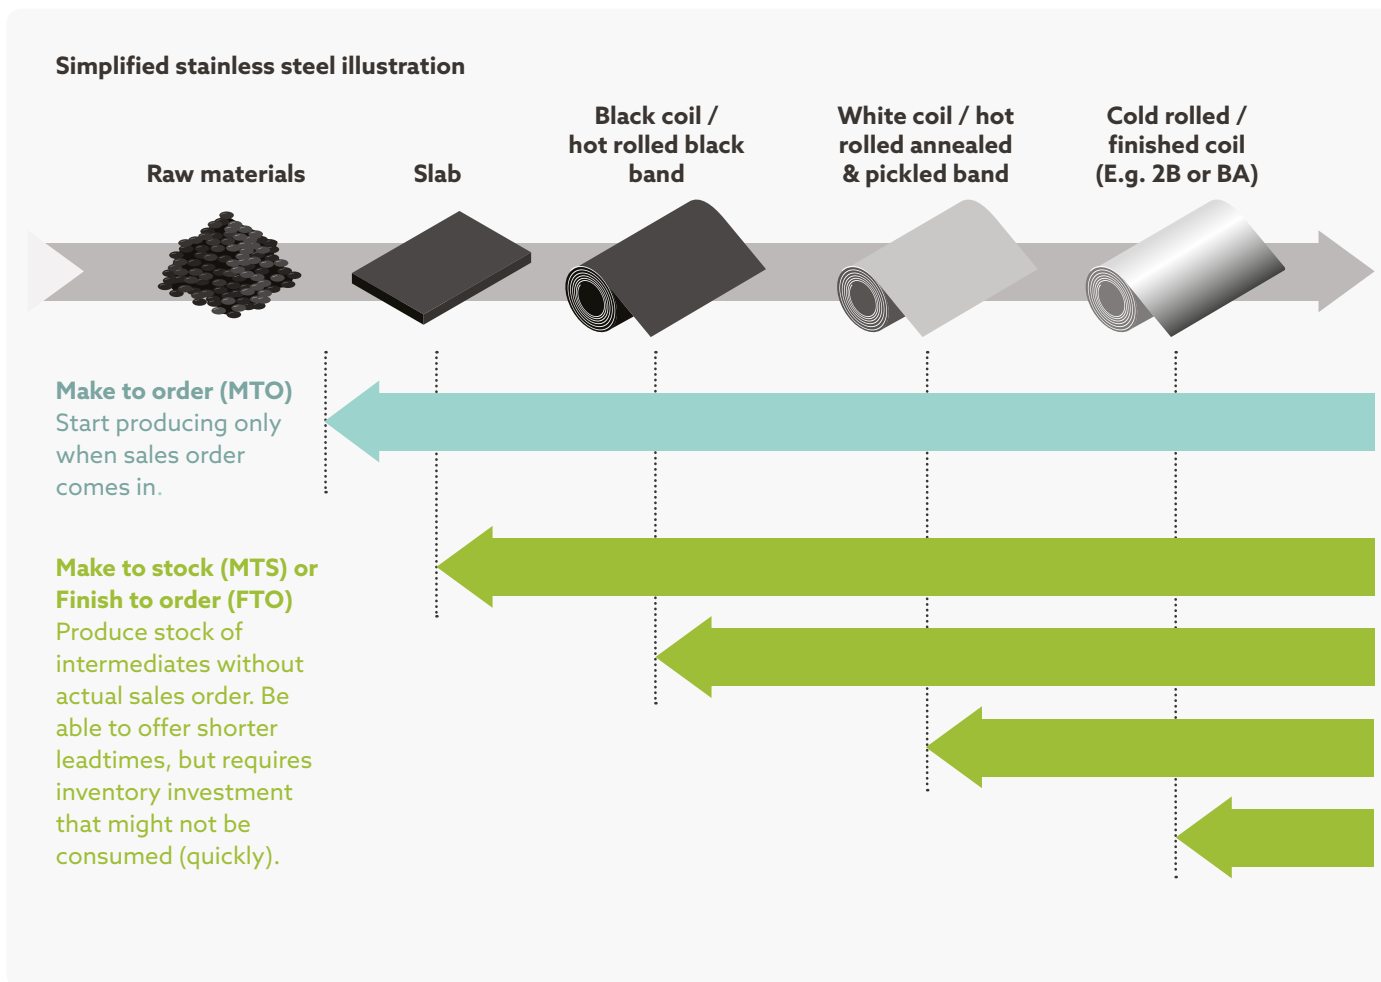 Simplified stainless steel illustration
Raw materials
Slab
Black coil /
hot rolled black
band
White coil / hot
rolled annealed
& pickled band
Cold rolled /
finished coil
(E.g. 2B or BA)
Make to order (MTO)
Start producing only
when sales order
comes in.
Make to stock (MTS) or
Finish to order (FTO)
Produce stock of
intermediates without
actual sales order. Be
able to offer shorter
leadtimes, but requires
inventory investment
that might not be
consumed (quickly).